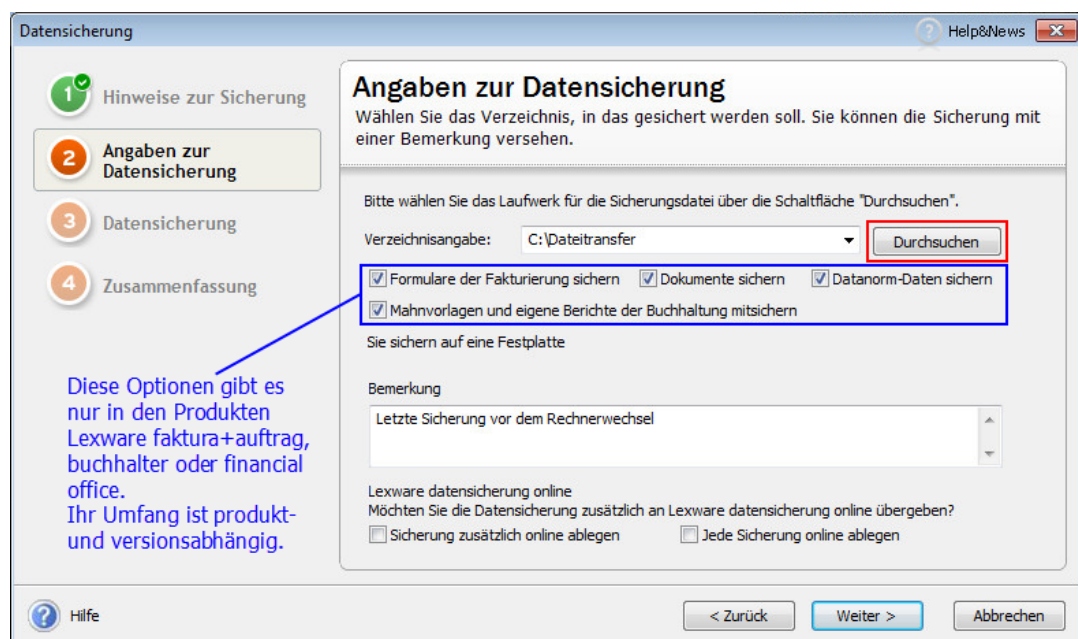 Datensicherung
Help&News
1 Hinweise zur Sicherung
2 Angaben zur
Datensicherung
3 Datensicherung
4 Zusammenfassung
Angaben zur Datensicherung
Wählen Sie das Verzeichnis, in das gesichert werden soll. Sie können die Sicherung mit
einer Bemerkung versehen.
Bitte wählen Sie das Laufwerk für die Sicherungsdatei über die Schaltfläche "Durchsuchen".
Verzeichnisangabe: C:\Dateitransfer Durchsuchen
Formulare der Fakturierung sichern Dokumente sichern Datanorm-Daten sichern
Mahnvorlagen und eigene Berichte der Buchhaltung mitsichern
Sie sichern auf eine Festplatte
Bemerkung
Letzte Sicherung vor dem Rechnerwechsel
Lexware datensicherung online
Möchten Sie die Datensicherung zusätzlich an Lexware datensicherung online übergeben?
Sicherung zusätzlich online ablegen Jede Sicherung online ablegen
Diese Optionen gibt es
nur in den Produkten
Lexware faktura+auftrag,
buchhalter oder financial
office.
Ihr Umfang ist produkt-
und versionsabhängig.
Hilfe
< Zurück Weiter > Abbrechen